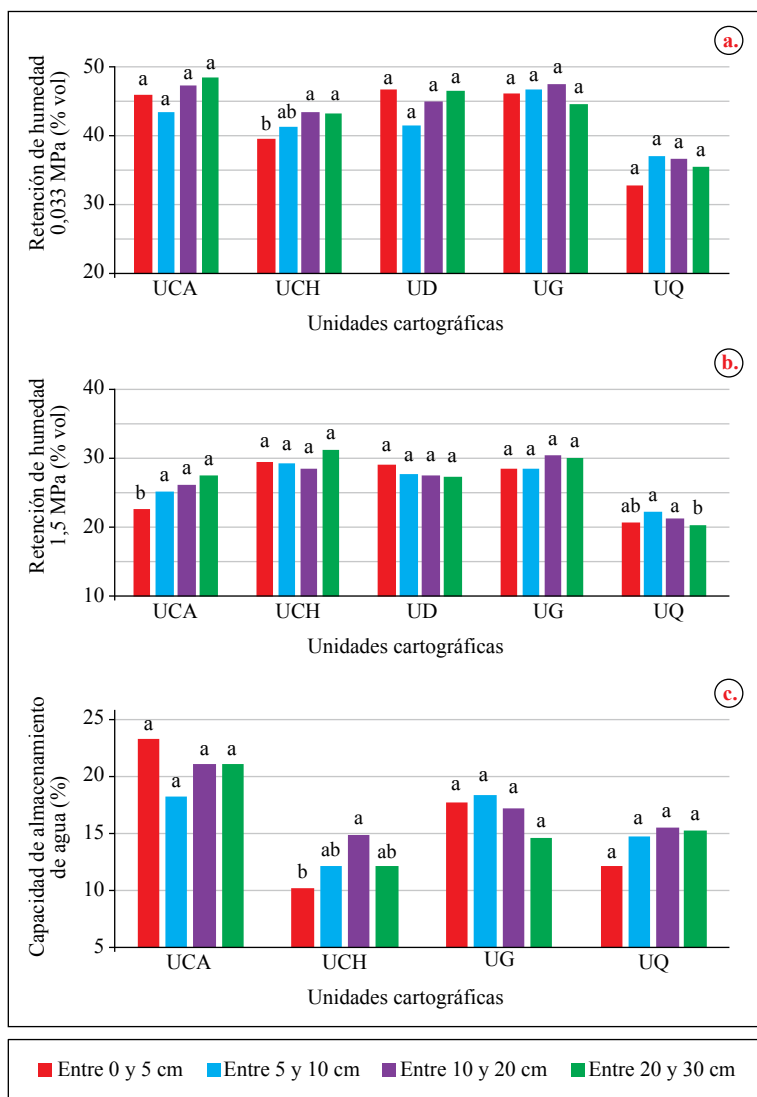 a.
Retención de humedad
0,033 MPa (% vol)
50
40
30
20
a a a a
b ab a a
a a a a
a a a a
a a a a
UCA UCH UD UG UQ
Unidades cartográficas
b.
Retención de humedad
1,5 MPa (% vol)
40
30
20
10
b a a a
a a a a
a a a a
a a a a
ab a a b
UCA UCH UD UG UQ
Unidades cartográficas
c.
Capacidad de almacenamiento
de agua (%)
25
20
15
10
5
a a a a
b ab a ab
a a a a
a a a a
UCA UCH UG UQ
Unidades cartográficas
Entre 0 y 5 cm Entre 5 y 10 cm Entre 10 y 20 cm Entre 20 y 30 cm